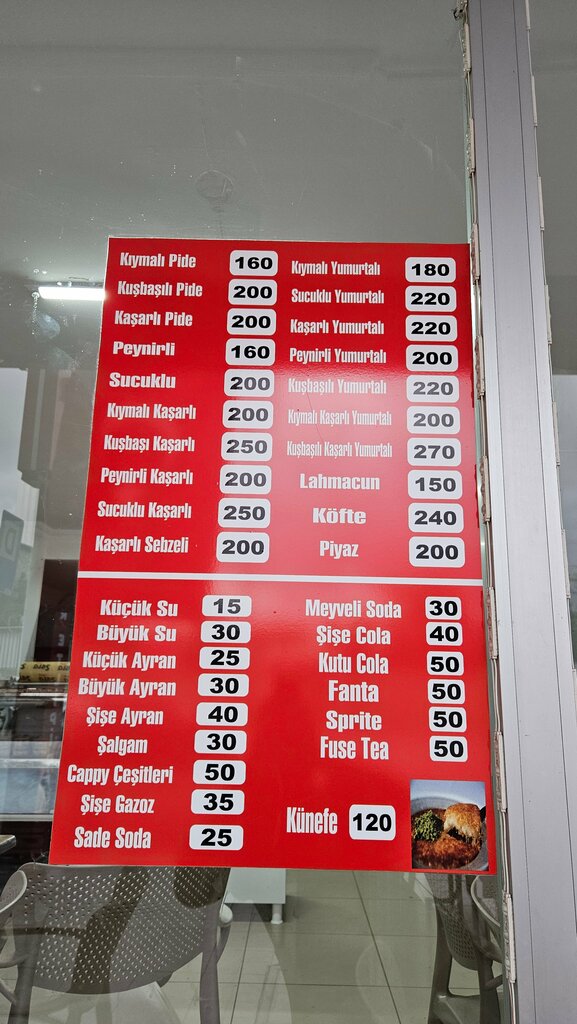 Kıymalı Pide 160
Kuşbaşılı Pide 200
Kaşarlı Pide 200
Peynirli 160
Sucuklu 200
Kıymalı Kaşarlı 200
Kuşbaşı Kaşarlı 250
Peynirli Kaşarlı 200
Sucuklu Kaşarlı 250
Kaşarlı Sebzeli 200
Kıymalı Yumurtalı 180
Sucuklu Yumurtalı 220
Kaşarlı Yumurtalı 220
Peynirli Yumurtalı 200
Kuşbaşılı Yumurtalı 220
Kıymalı Kaşarlı Yumurtalı 200
Kuşbaşılı Kaşarlı Yumurtalı 270
Lahmacun 150
Köfte 240
Piyaz 200
Küçük Su 15
Büyük Su 30
Küçük Ayran 25
Büyük Ayran 30
Şişe Ayran 40
Şalgam 30
Cappy Çeşitleri 50
Şişe Gazoz 35
Sade Soda 25
Meyveli Soda 30
Şişe Cola 40
Kutu Cola 50
Fanta 50
Sprite 50
Fuse Tea 50
Künefe 120